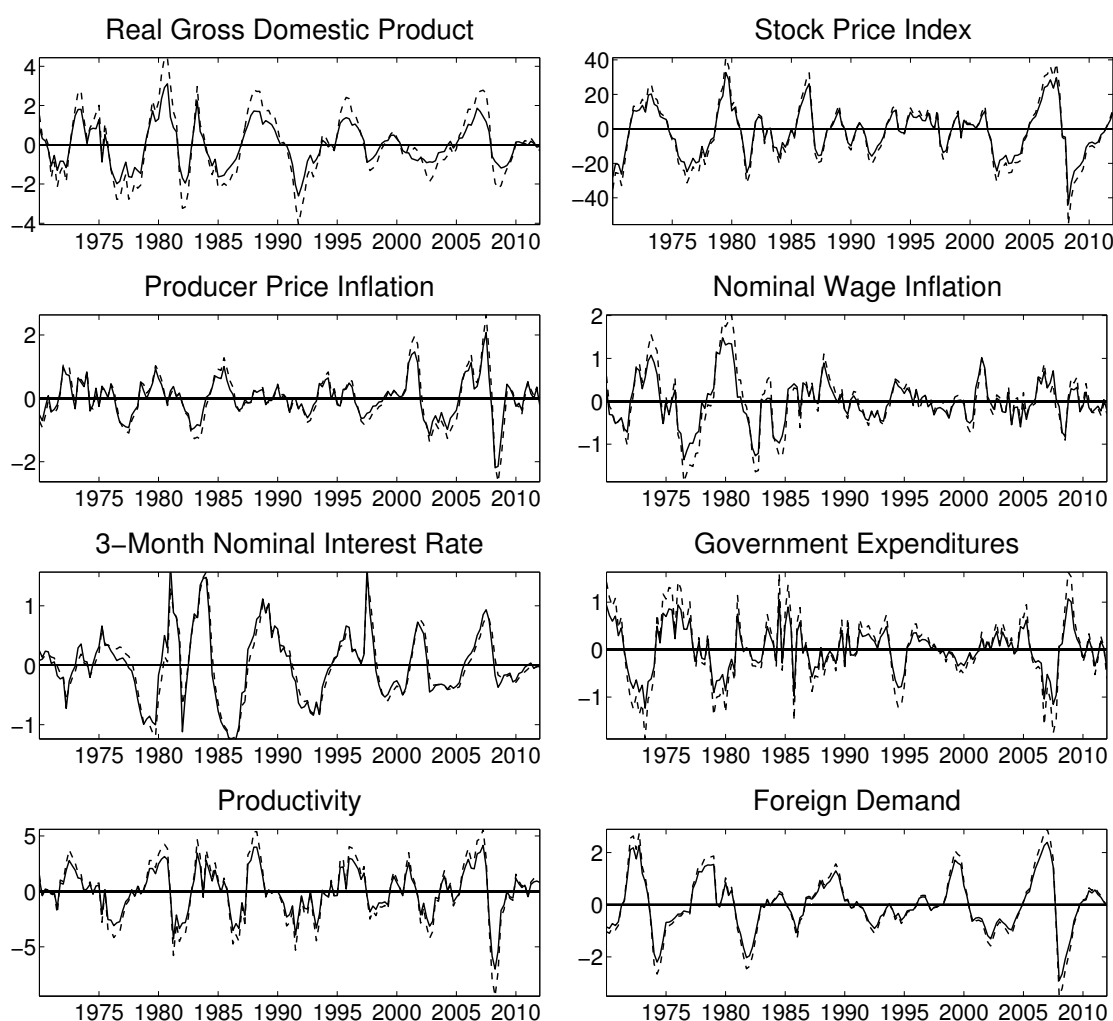 Real Gross Domestic Product
4
2
0
−2
−4
1975 1980 1985 1990 1995 2000 2005 2010
Stock Price Index
40
20
0
−20
−40
1975 1980 1985 1990 1995 2000 2005 2010
Producer Price Inflation
2
0
−2
1975 1980 1985 1990 1995 2000 2005 2010
Nominal Wage Inflation
2
1
0
−1
1975 1980 1985 1990 1995 2000 2005 2010
3−Month Nominal Interest Rate
1
0
−1
1975 1980 1985 1990 1995 2000 2005 2010
Government Expenditures
1
0
−1
1975 1980 1985 1990 1995 2000 2005 2010
Productivity
5
0
−5
1975 1980 1985 1990 1995 2000 2005 2010
Foreign Demand
2
0
−2
1975 1980 1985 1990 1995 2000 2005 2010